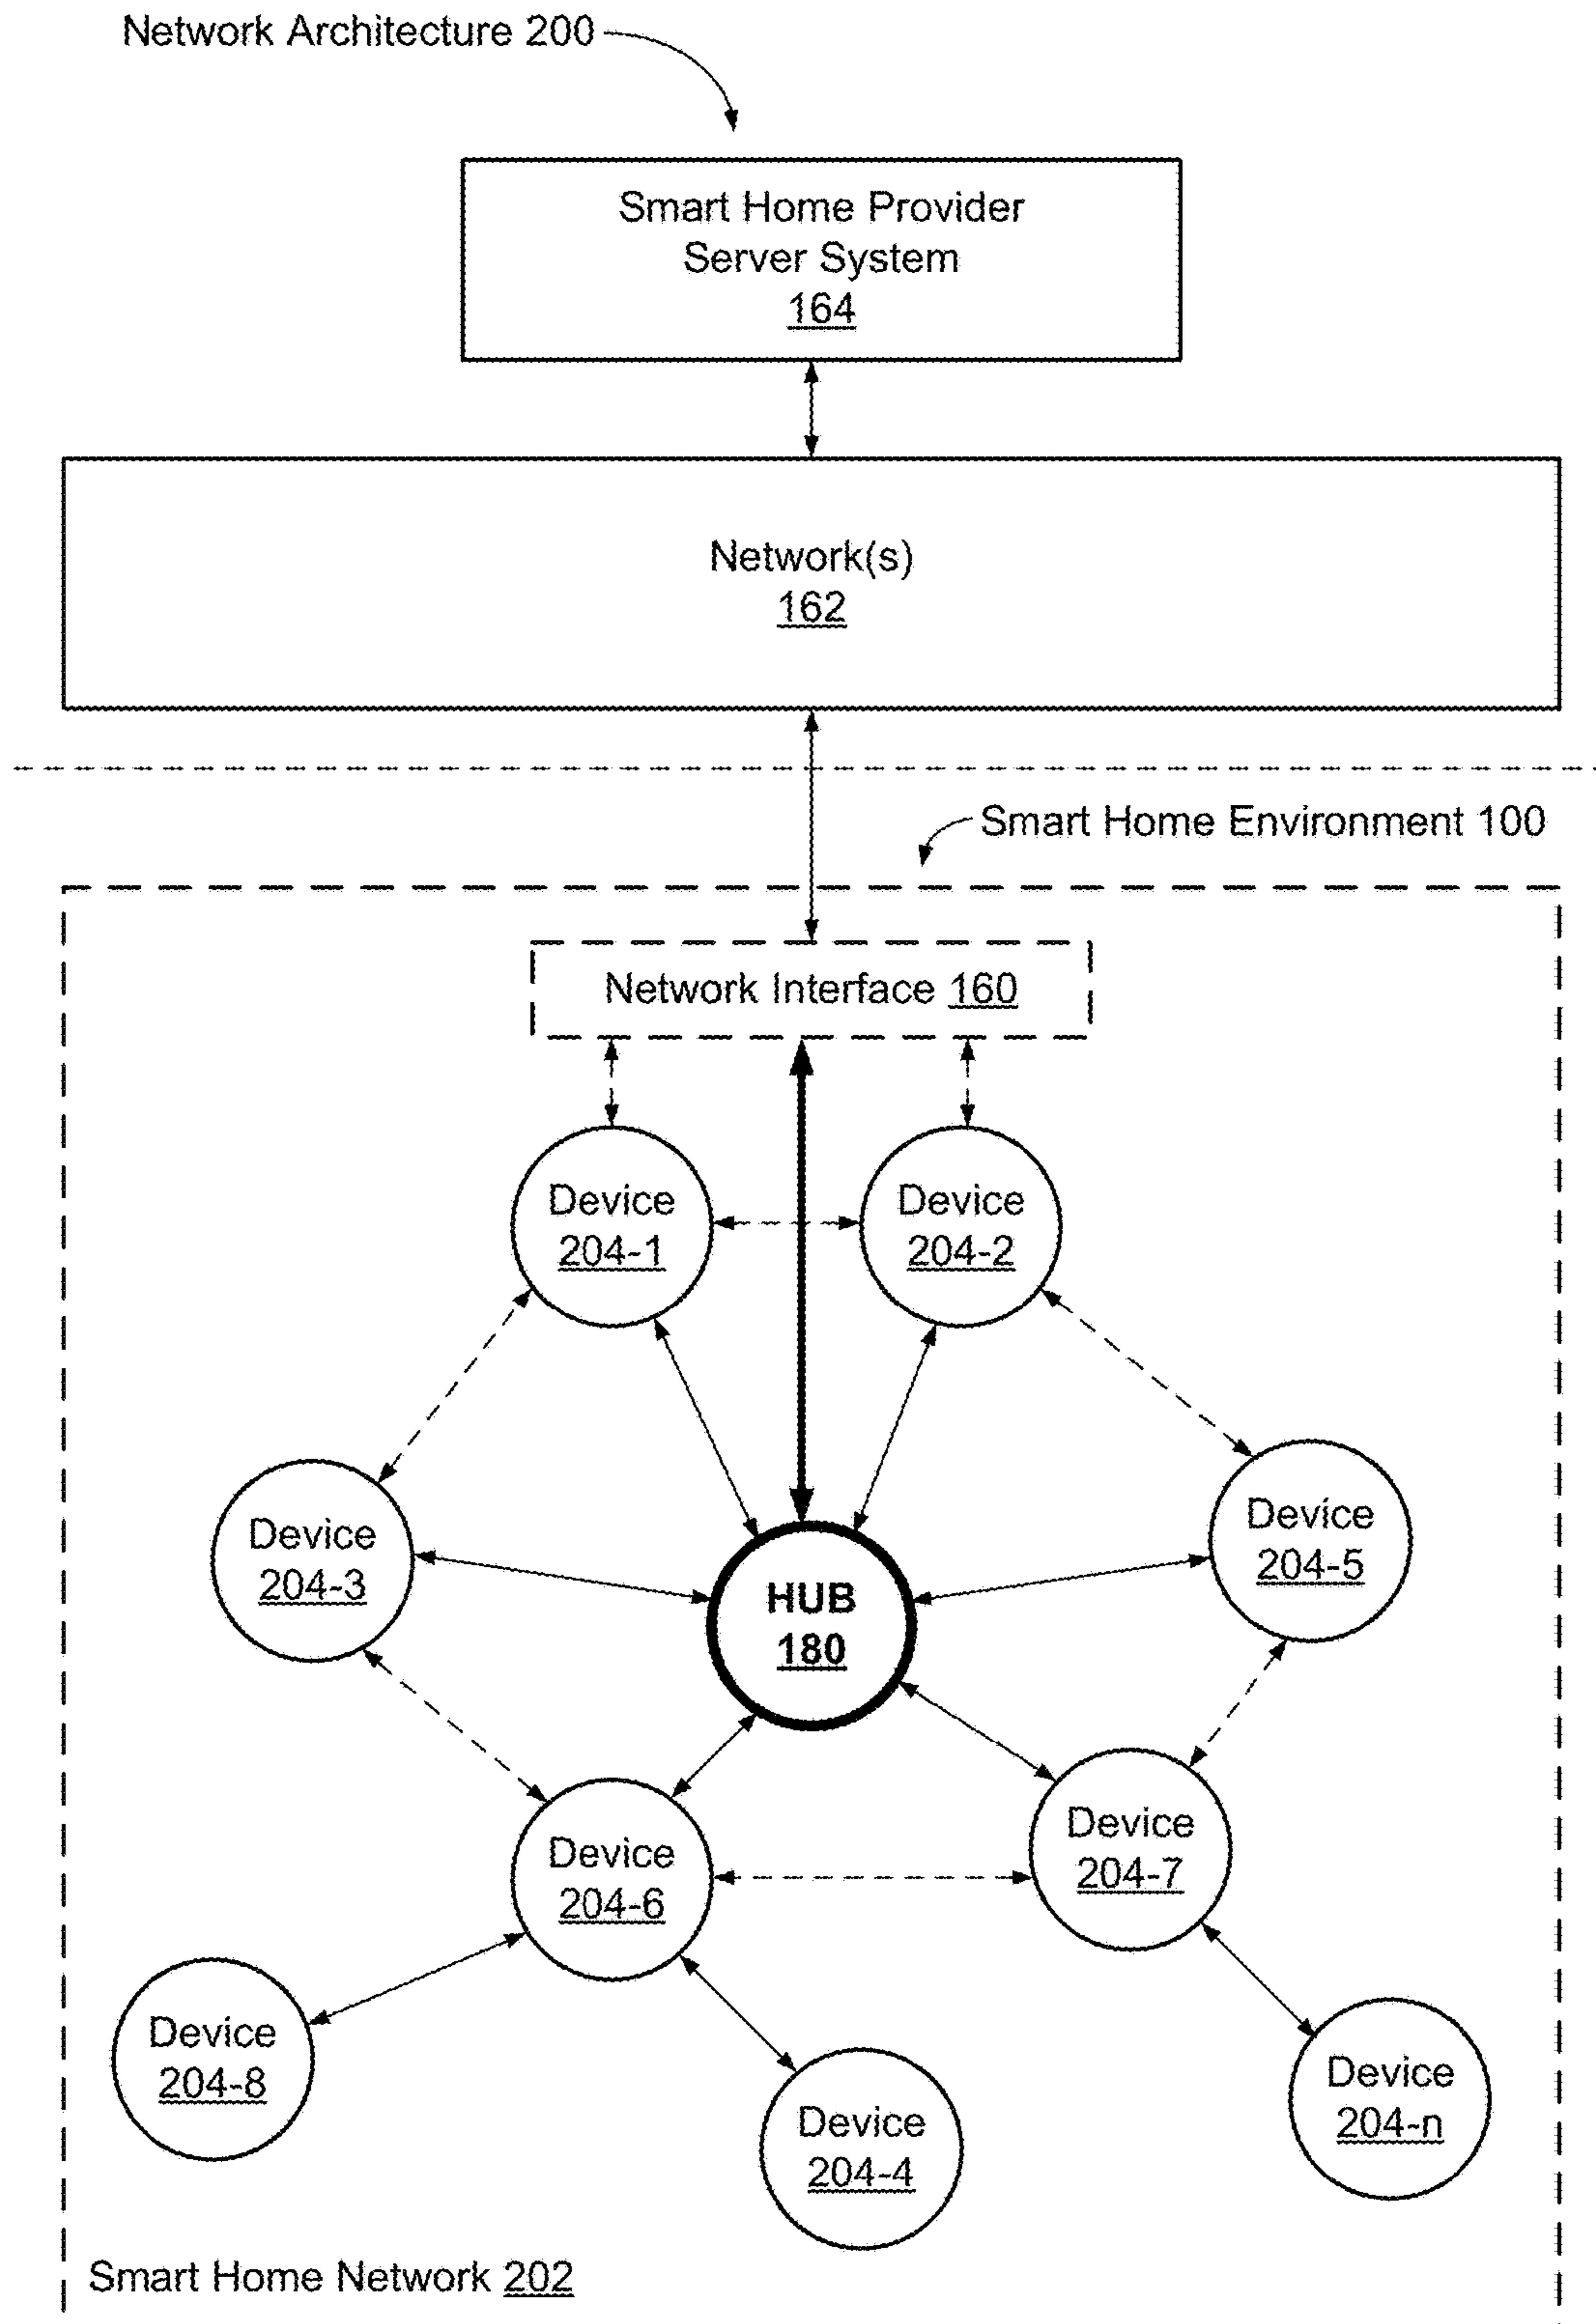 Network Architecture 200
Smart Home Provider
Server System
164
Network(s)
162
Smart Home Environment 100
Network Interface 160
Device
204-1
Device
204-2
Device
204-3
Device
204-5
HUB
180
Device
204-6
Device
204-7
Device
204-8
Device
204-4
Device
204-n
Smart Home Network 202